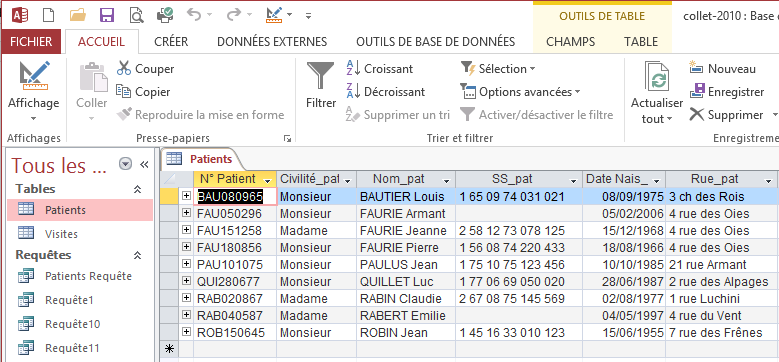 OUTILS DE TABLE collet-2010 : Base d
FICHIER ACCUEIL CRÉER DONNÉES EXTERNES OUTILS DE BASE DE DONNÉES CHAMPS TABLE
Affichage
Coller
Couper
Copier
Reproduire la mise en forme
Filtrer
Croissant
Décroissant
Supprimer un tri
Sélection
Options avancées
Activer/désactiver le filtre
Actualiser tout
Nouveau
Enregistrer
Supprimer
Affichages Presse-papiers Trier et filtrer Enregistreme
Tous les ...
Tables
Patients
Visites
Requêtes
Patients Requête
Requête1
Requête10
Requête11
Patients
N° Patient Civilité_pat Nom_pat SS_pat Date Nais_ Rue_pat
BAU080965 Monsieur BAUTIER Louis 1 65 09 74 031 021 08/09/1975 3 ch des Rois
FAU050296 Monsieur FAURIE Armant 05/02/2006 4 rue des Oies
FAU151258 Madame FAURIE Jeanne 2 58 12 73 078 125 15/12/1968 4 rue des Oies
FAU180856 Monsieur FAURIE Pierre 1 56 08 74 220 433 18/08/1966 4 rue des Oies
PAU101075 Monsieur PAULUS Jean 1 75 10 75 123 456 10/10/1985 21 rue Armant
QUI280677 Monsieur QUILLET Luc 1 77 06 69 050 020 28/06/1987 2 rue des Alpages
RAB020867 Madame RABIN Claudie 2 67 08 75 145 569 02/08/1977 1 rue Luchini
RAB040587 Madame RABERT Emilie 04/05/1997 4 rue du Vent
ROB150645 Monsieur ROBIN Jean 1 45 16 33 010 123 15/06/1955 7 rue des Frênes